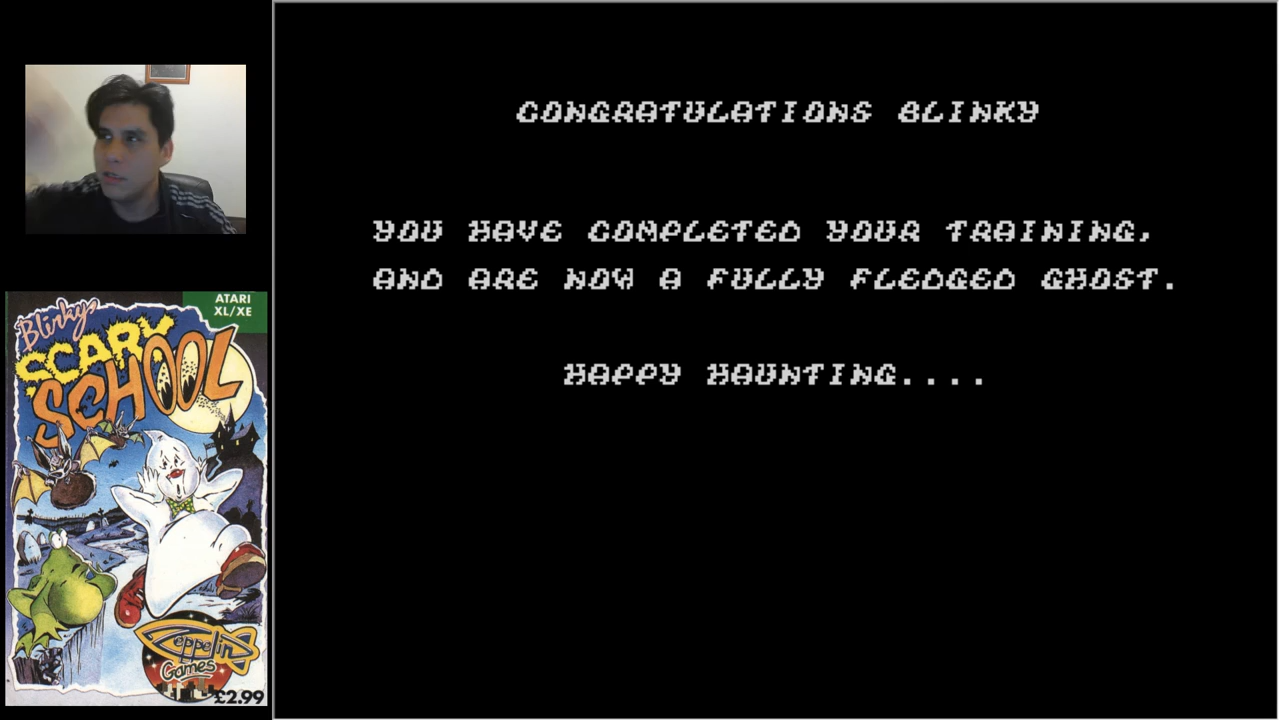 CONGRATULATIONS BLINKY
YOU HAVE COMPLETED YOUR TRAINING,
AND ARE NOW A FULLY FLEDGED GHOST.
HAPPY HAUNTING....
ATARI
XL/XE
Blinkys
SCARY
SCHOOL
Zeppelin
Games
£2.99